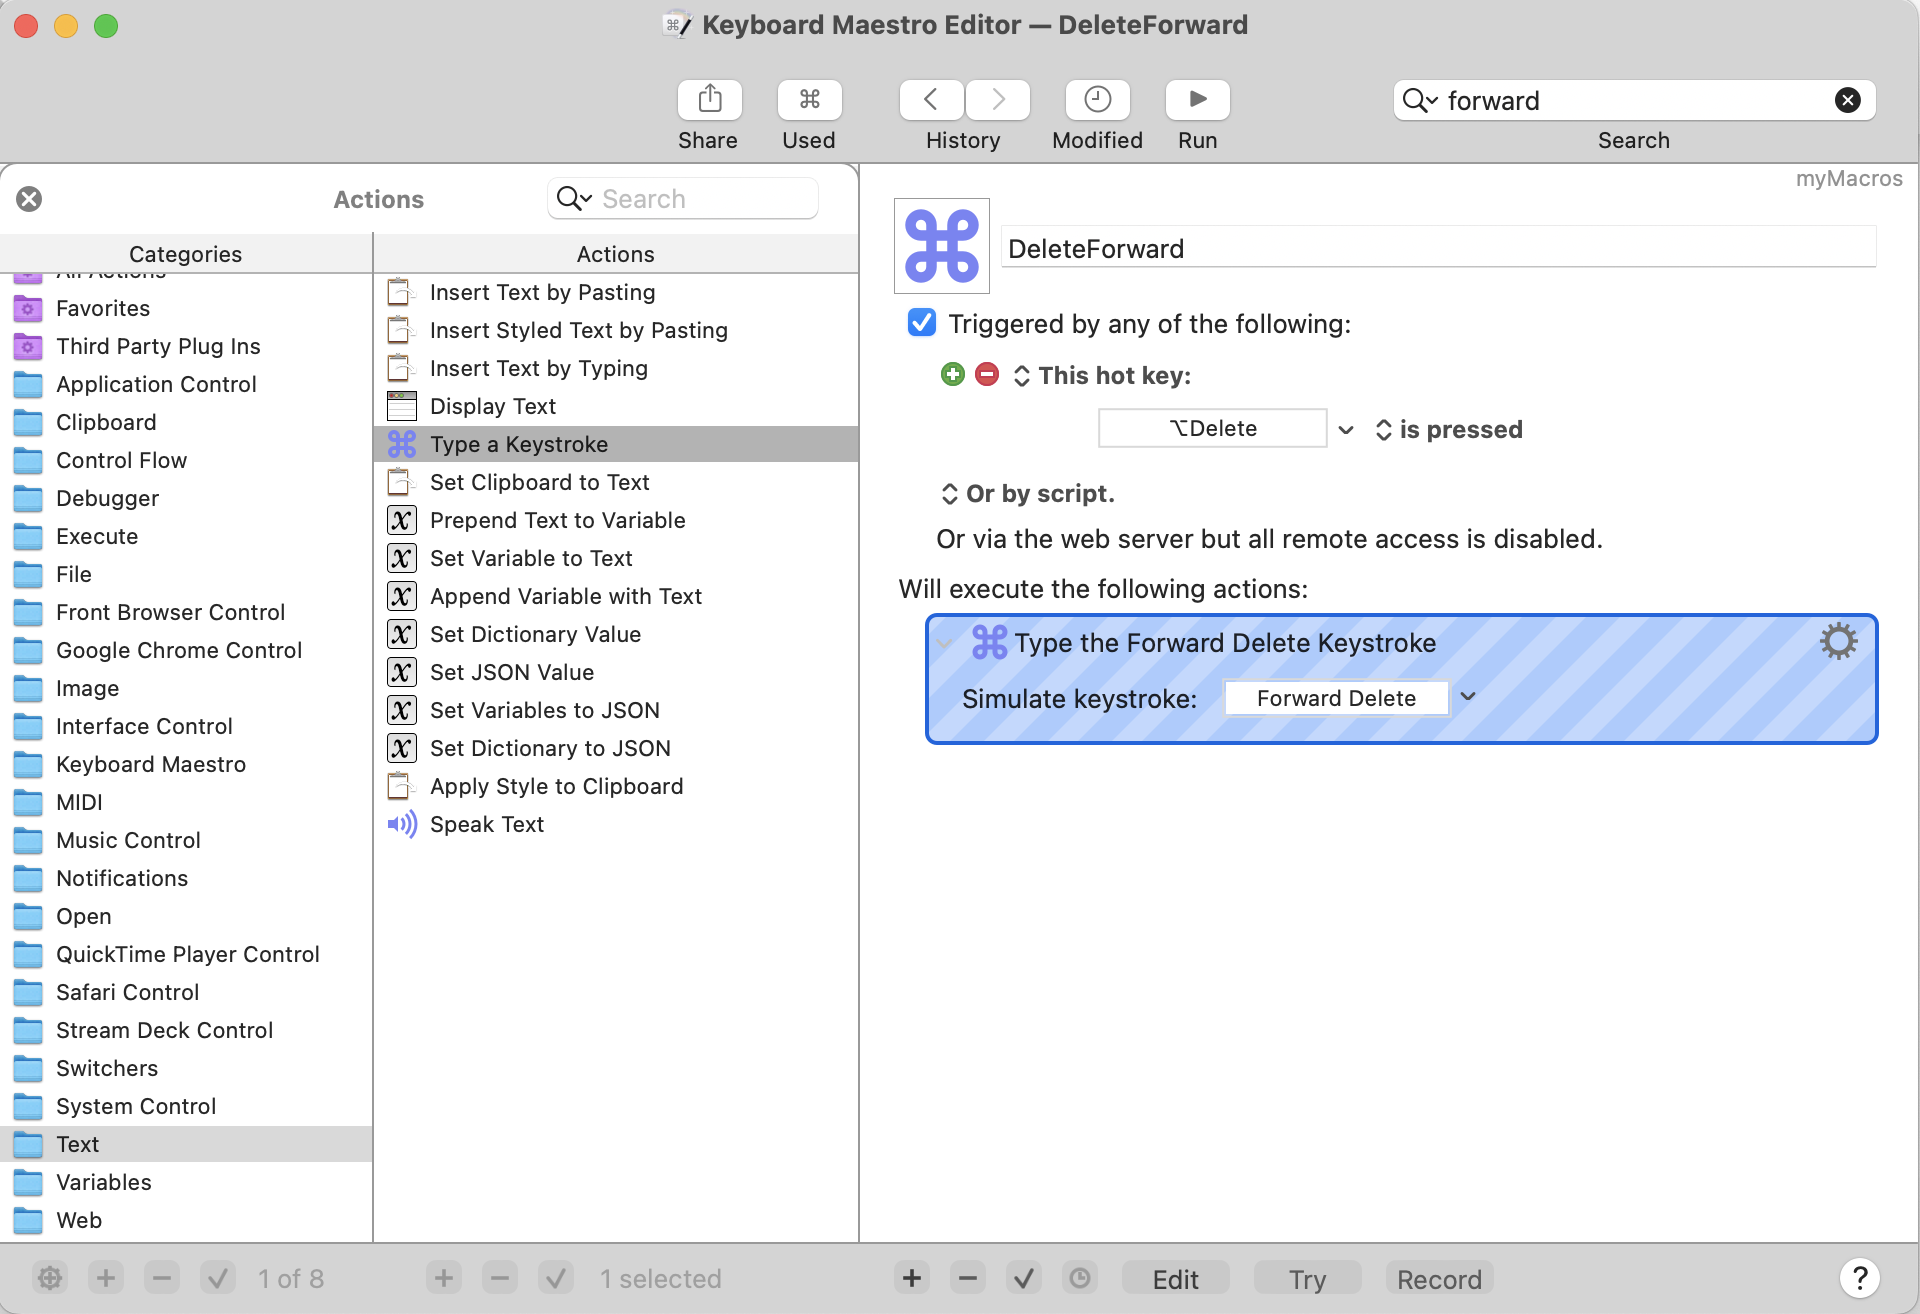 Keyboard Maestro Editor — DeleteForward
Share
Used
History
Modified
Run
forward
Search
Actions
Search
Categories
Actions
All Actions
Favorites
Third Party Plug Ins
Application Control
Clipboard
Control Flow
Debugger
Execute
File
Front Browser Control
Google Chrome Control
Image
Interface Control
Keyboard Maestro
MIDI
Music Control
Notifications
Open
QuickTime Player Control
Safari Control
Stream Deck Control
Switchers
System Control
Text
Variables
Web
Insert Text by Pasting
Insert Styled Text by Pasting
Insert Text by Typing
Display Text
Type a Keystroke
Set Clipboard to Text
Prepend Text to Variable
Set Variable to Text
Append Variable with Text
Set Dictionary Value
Set JSON Value
Set Variables to JSON
Set Dictionary to JSON
Apply Style to Clipboard
Speak Text
myMacros
DeleteForward
Triggered by any of the following:
This hot key:
⌥Delete
is pressed
Or by script.
Or via the web server but all remote access is disabled.
Will execute the following actions:
Type the Forward Delete Keystroke
Simulate keystroke: Forward Delete
1 of 8
1 selected
Edit
Try
Record
?